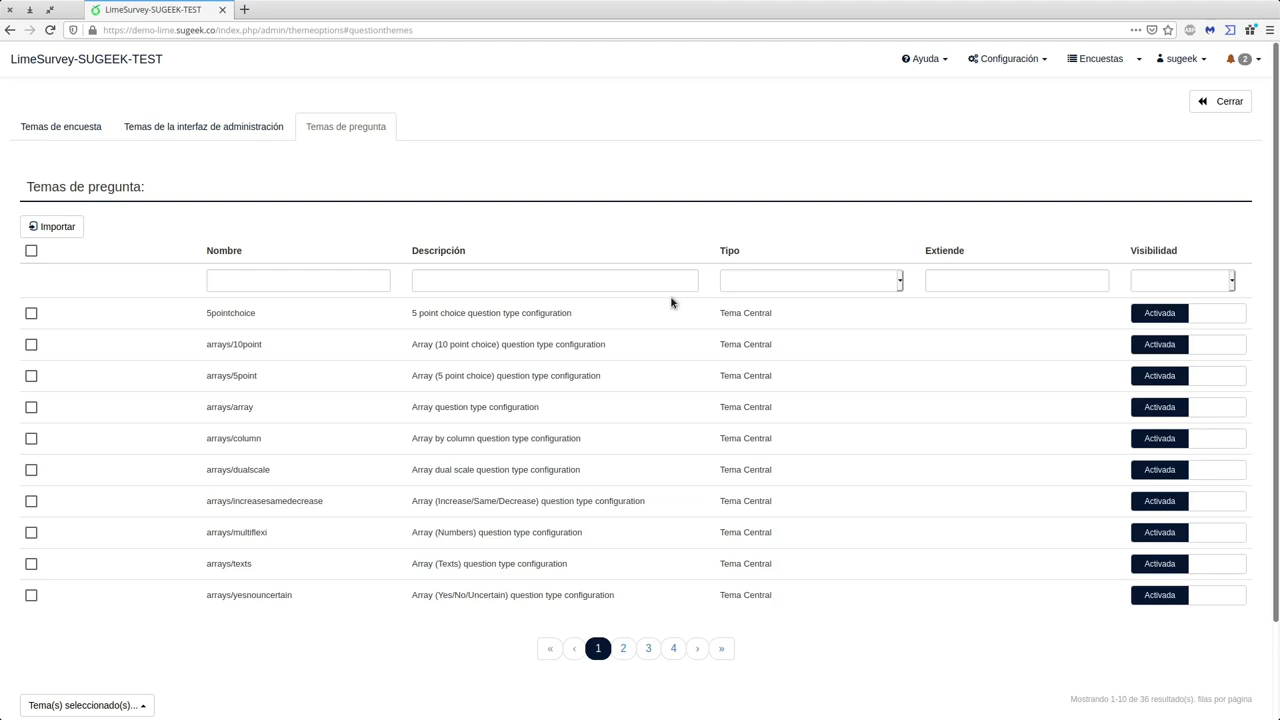 LimeSurvey-SUGEEK-TEST
https://demo-lime.sugeek.co/index.php/admin/themeoptions#questionthemes
LimeSurvey-SUGEEK-TEST
Ayuda
Configuración
Encuestas
sugeek
2
Cerrar
Temas de encuesta
Temas de la interfaz de administración
Temas de pregunta
Temas de pregunta:
Importar
Nombre Descripción Tipo Extiende Visibilidad
5pointchoice 5 point choice question type configuration Tema Central Activada
arrays/10point Array (10 point choice) question type configuration Tema Central Activada
arrays/5point Array (5 point choice) question type configuration Tema Central Activada
arrays/array Array question type configuration Tema Central Activada
arrays/column Array by column question type configuration Tema Central Activada
arrays/dualscale Array dual scale question type configuration Tema Central Activada
arrays/increasesamedecrease Array (Increase/Same/Decrease) question type configuration Tema Central Activada
arrays/multiflexi Array (Numbers) question type configuration Tema Central Activada
arrays/texts Array (Texts) question type configuration Tema Central Activada
arrays/yesnouncertain Array (Yes/No/Uncertain) question type configuration Tema Central Activada
« ‹ 1 2 3 4 › »
Mostrando 1-10 de 36 resultado(s). filas por página
Tema(s) seleccionado(s)...